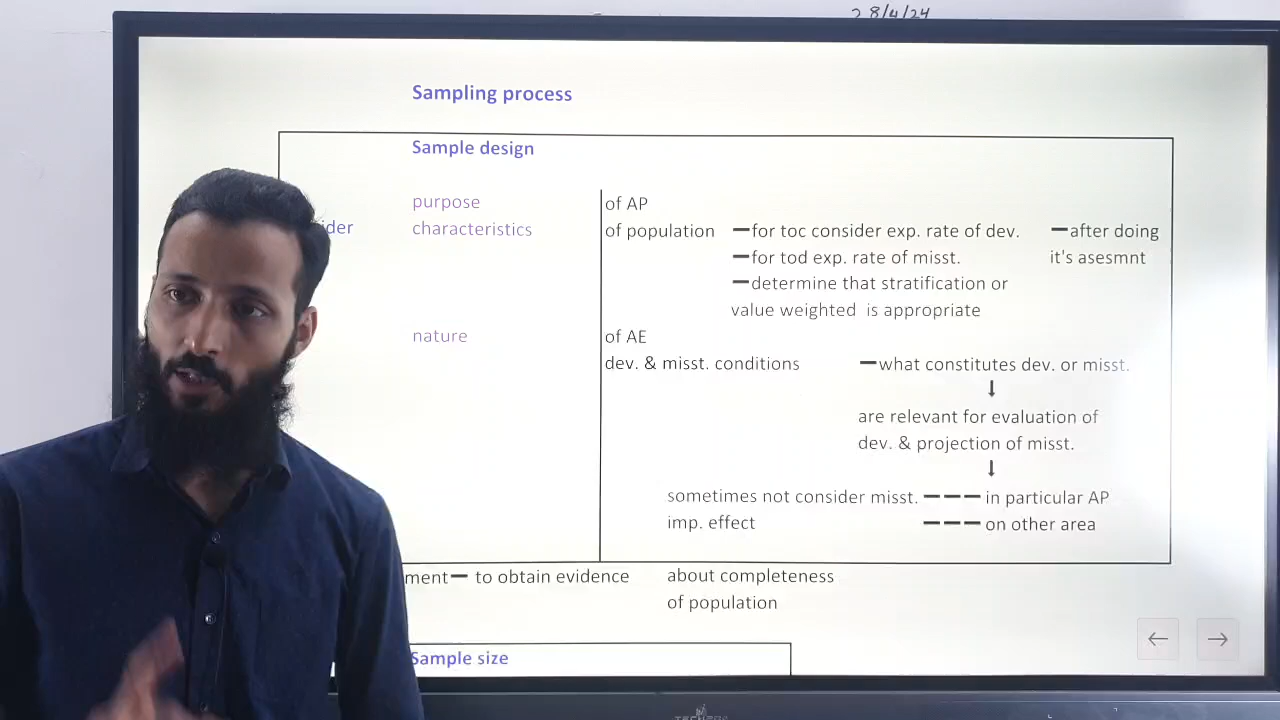 8/4/24
Sampling process
Sample design
purpose of AP
characteristics of population —for toc consider exp. rate of dev. —after doing
—for tod exp. rate of misst. it's asesmnt
—determine that stratification or
value weighted is appropriate
nature of AE
dev. & misst. conditions —what constitutes dev. or misst.
↓
are relevant for evaluation of
dev. & projection of misst.
↓
sometimes not consider misst. — — — in particular AP
imp. effect — — — on other area
ment— to obtain evidence about completeness
of population
← →
Sample size